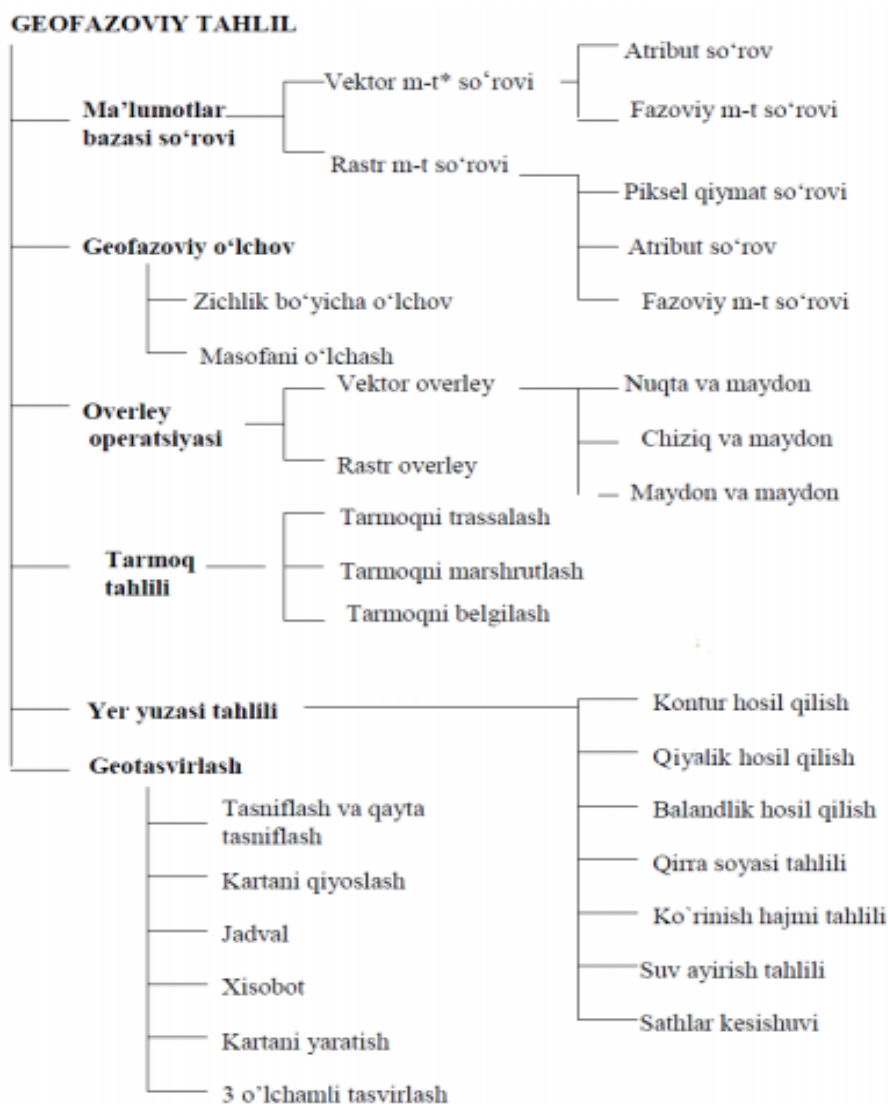 GEOFAZOVIY TAHLIL
Ma’lumotlar
bazasi so‘rovi
Vektor m-t* so‘rovi
Atribut so‘rov
Fazoviy m-t so‘rovi
Rastr m-t so‘rovi
Piksel qiymat so‘rovi
Atribut so‘rov
Fazoviy m-t so‘rovi
Geofazoviy o‘lchov
Zichlik bo‘yicha o‘lchov
Masofani o‘lchash
Overley
operatsiyasi
Vektor overley
Nuqta va maydon
Chiziq va maydon
Maydon va maydon
Rastr overley
Tarmoq
tahlili
Tarmoqni trassalash
Tarmoqni marshrutlash
Tarmoqni belgilash
Yer yuzasi tahlili
Kontur hosil qilish
Qiyalik hosil qilish
Balandlik hosil qilish
Qirra soyasi tahlili
Ko`rinish hajmi tahlili
Suv ayirish tahlili
Sathlar kesishuvi
Geotasvirlash
Tasniflash va qayta
tasniflash
Kartani qiyoslash
Jadval
Xisobot
Kartani yaratish
3 o’lchamli tasvirlash